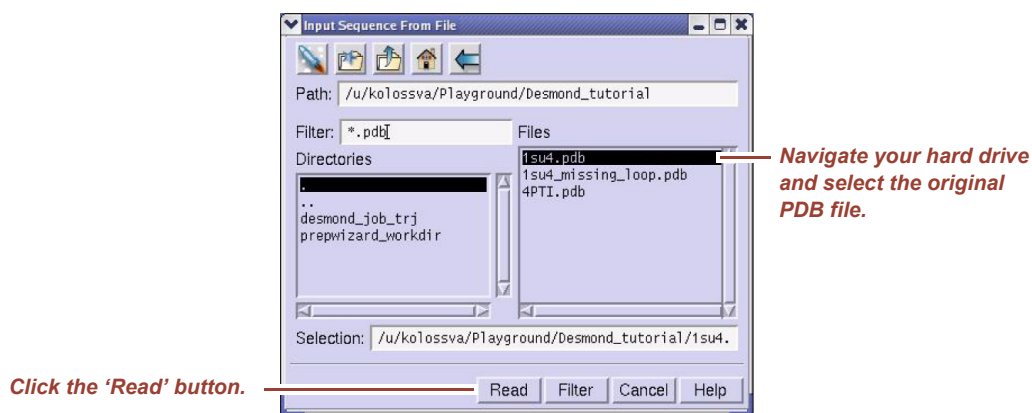 Input Sequence From File
Path: /u/kolossva/Playground/Desmond_tutorial
Filter: *.pdb
Files
Directories
.
..
desmond_job_trj
prepwizard_workdir
1su4.pdb
1su4_missing_loop.pdb
4PTI.pdb
Navigate your hard drive
and select the original
PDB file.
Selection: /u/kolossva/Playground/Desmond_tutorial/1su4.
Click the ‘Read’ button.
Read Filter Cancel Help